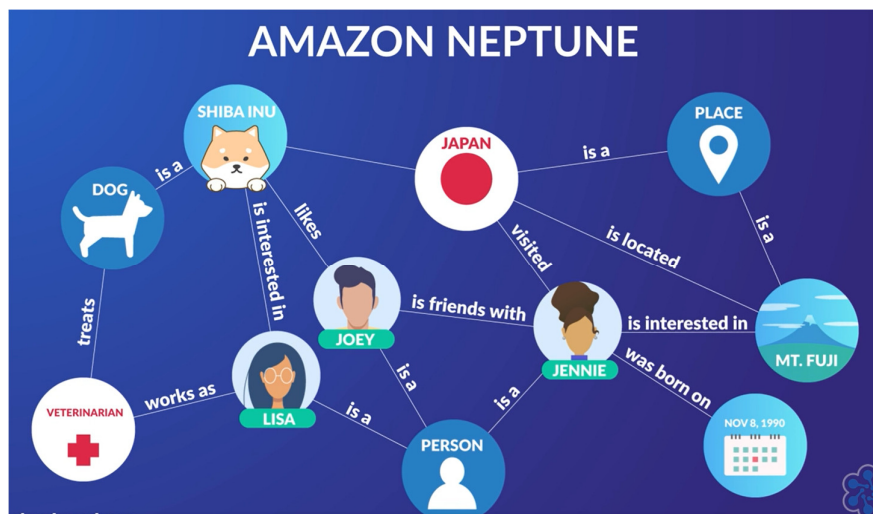 AMAZON NEPTUNE
SHIBA INU
PLACE
JAPAN
is a
is a
DOG
is interested in
likes
visited
is located
is a
treats
is friends with
is interested in
JOEY
MT. FUJI
JENNIE
was born on
works as
is a
VETERINARIAN
LISA
is a
is a
PERSON
NOV 8, 1990